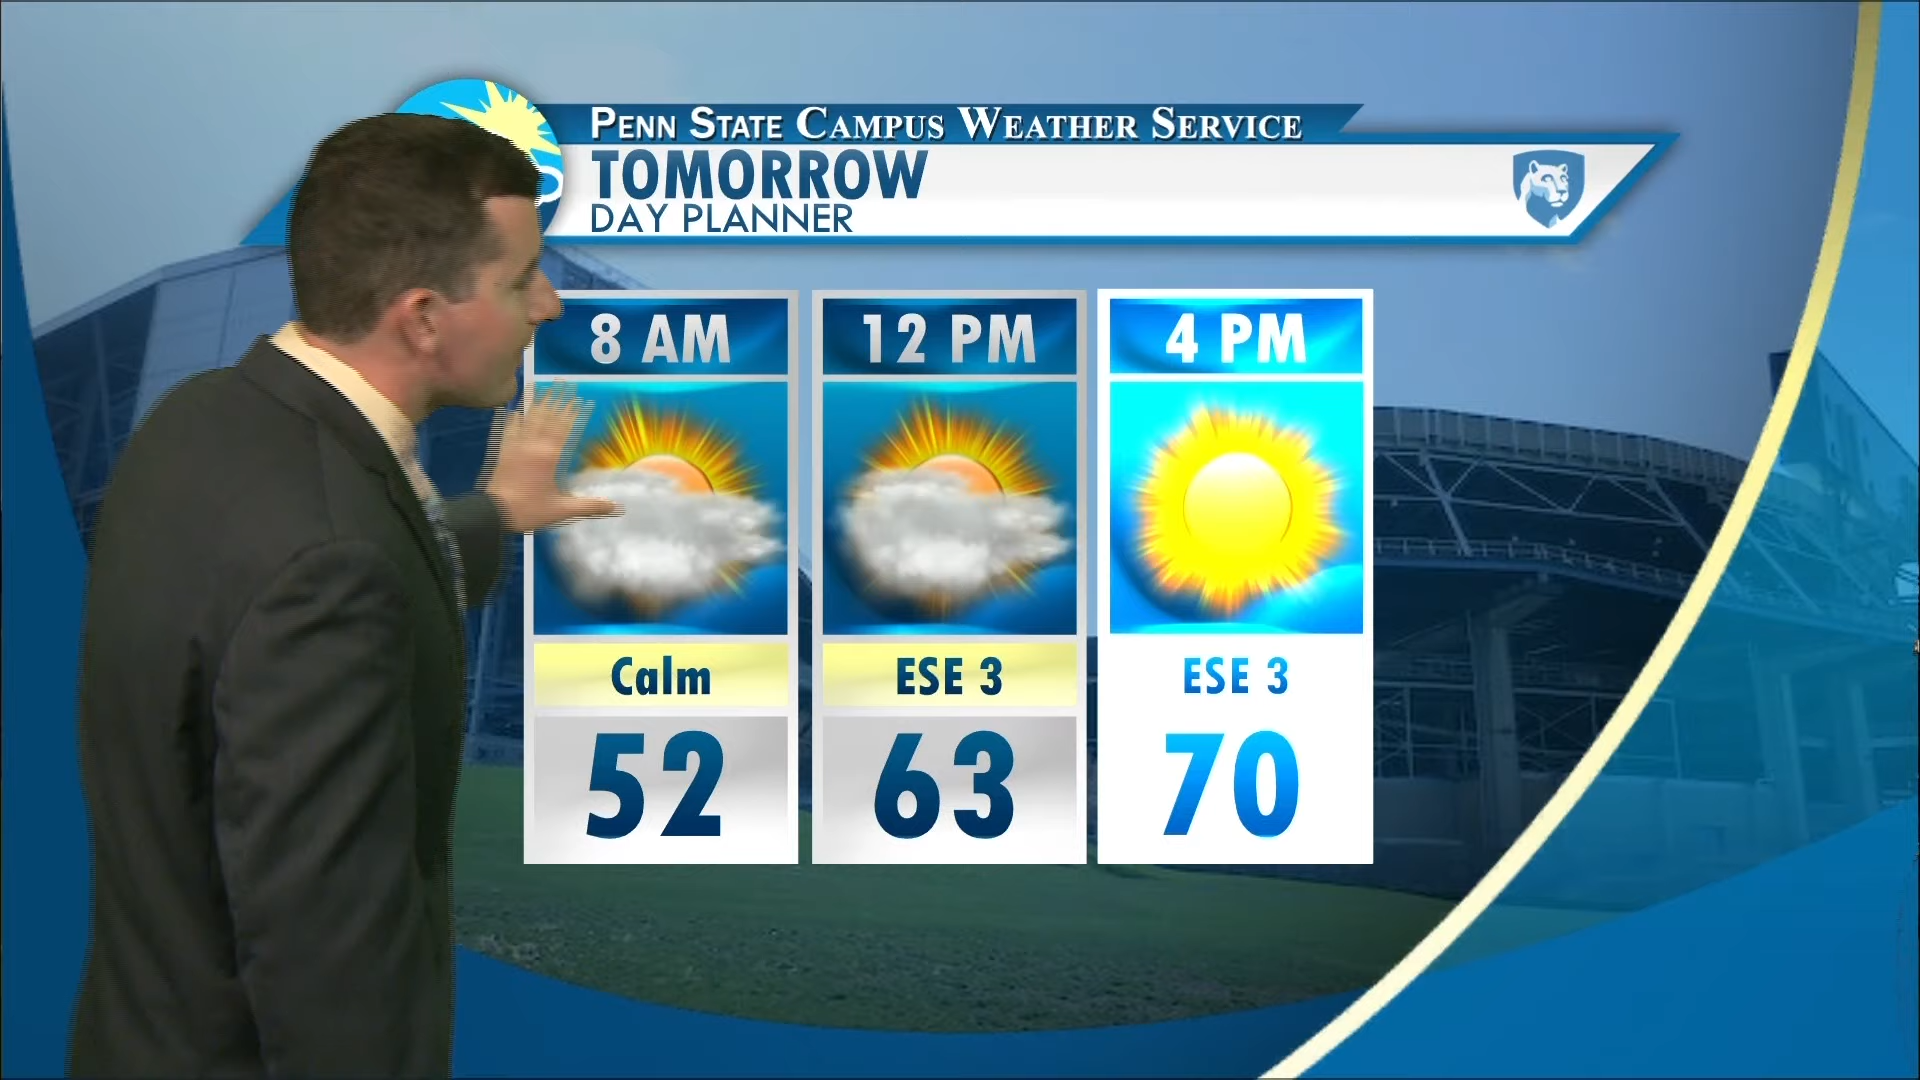 PENN STATE CAMPUS WEATHER SERVICE
TOMORROW
DAY PLANNER
8 AM
12 PM
4 PM
Calm
ESE 3
ESE 3
52
63
70